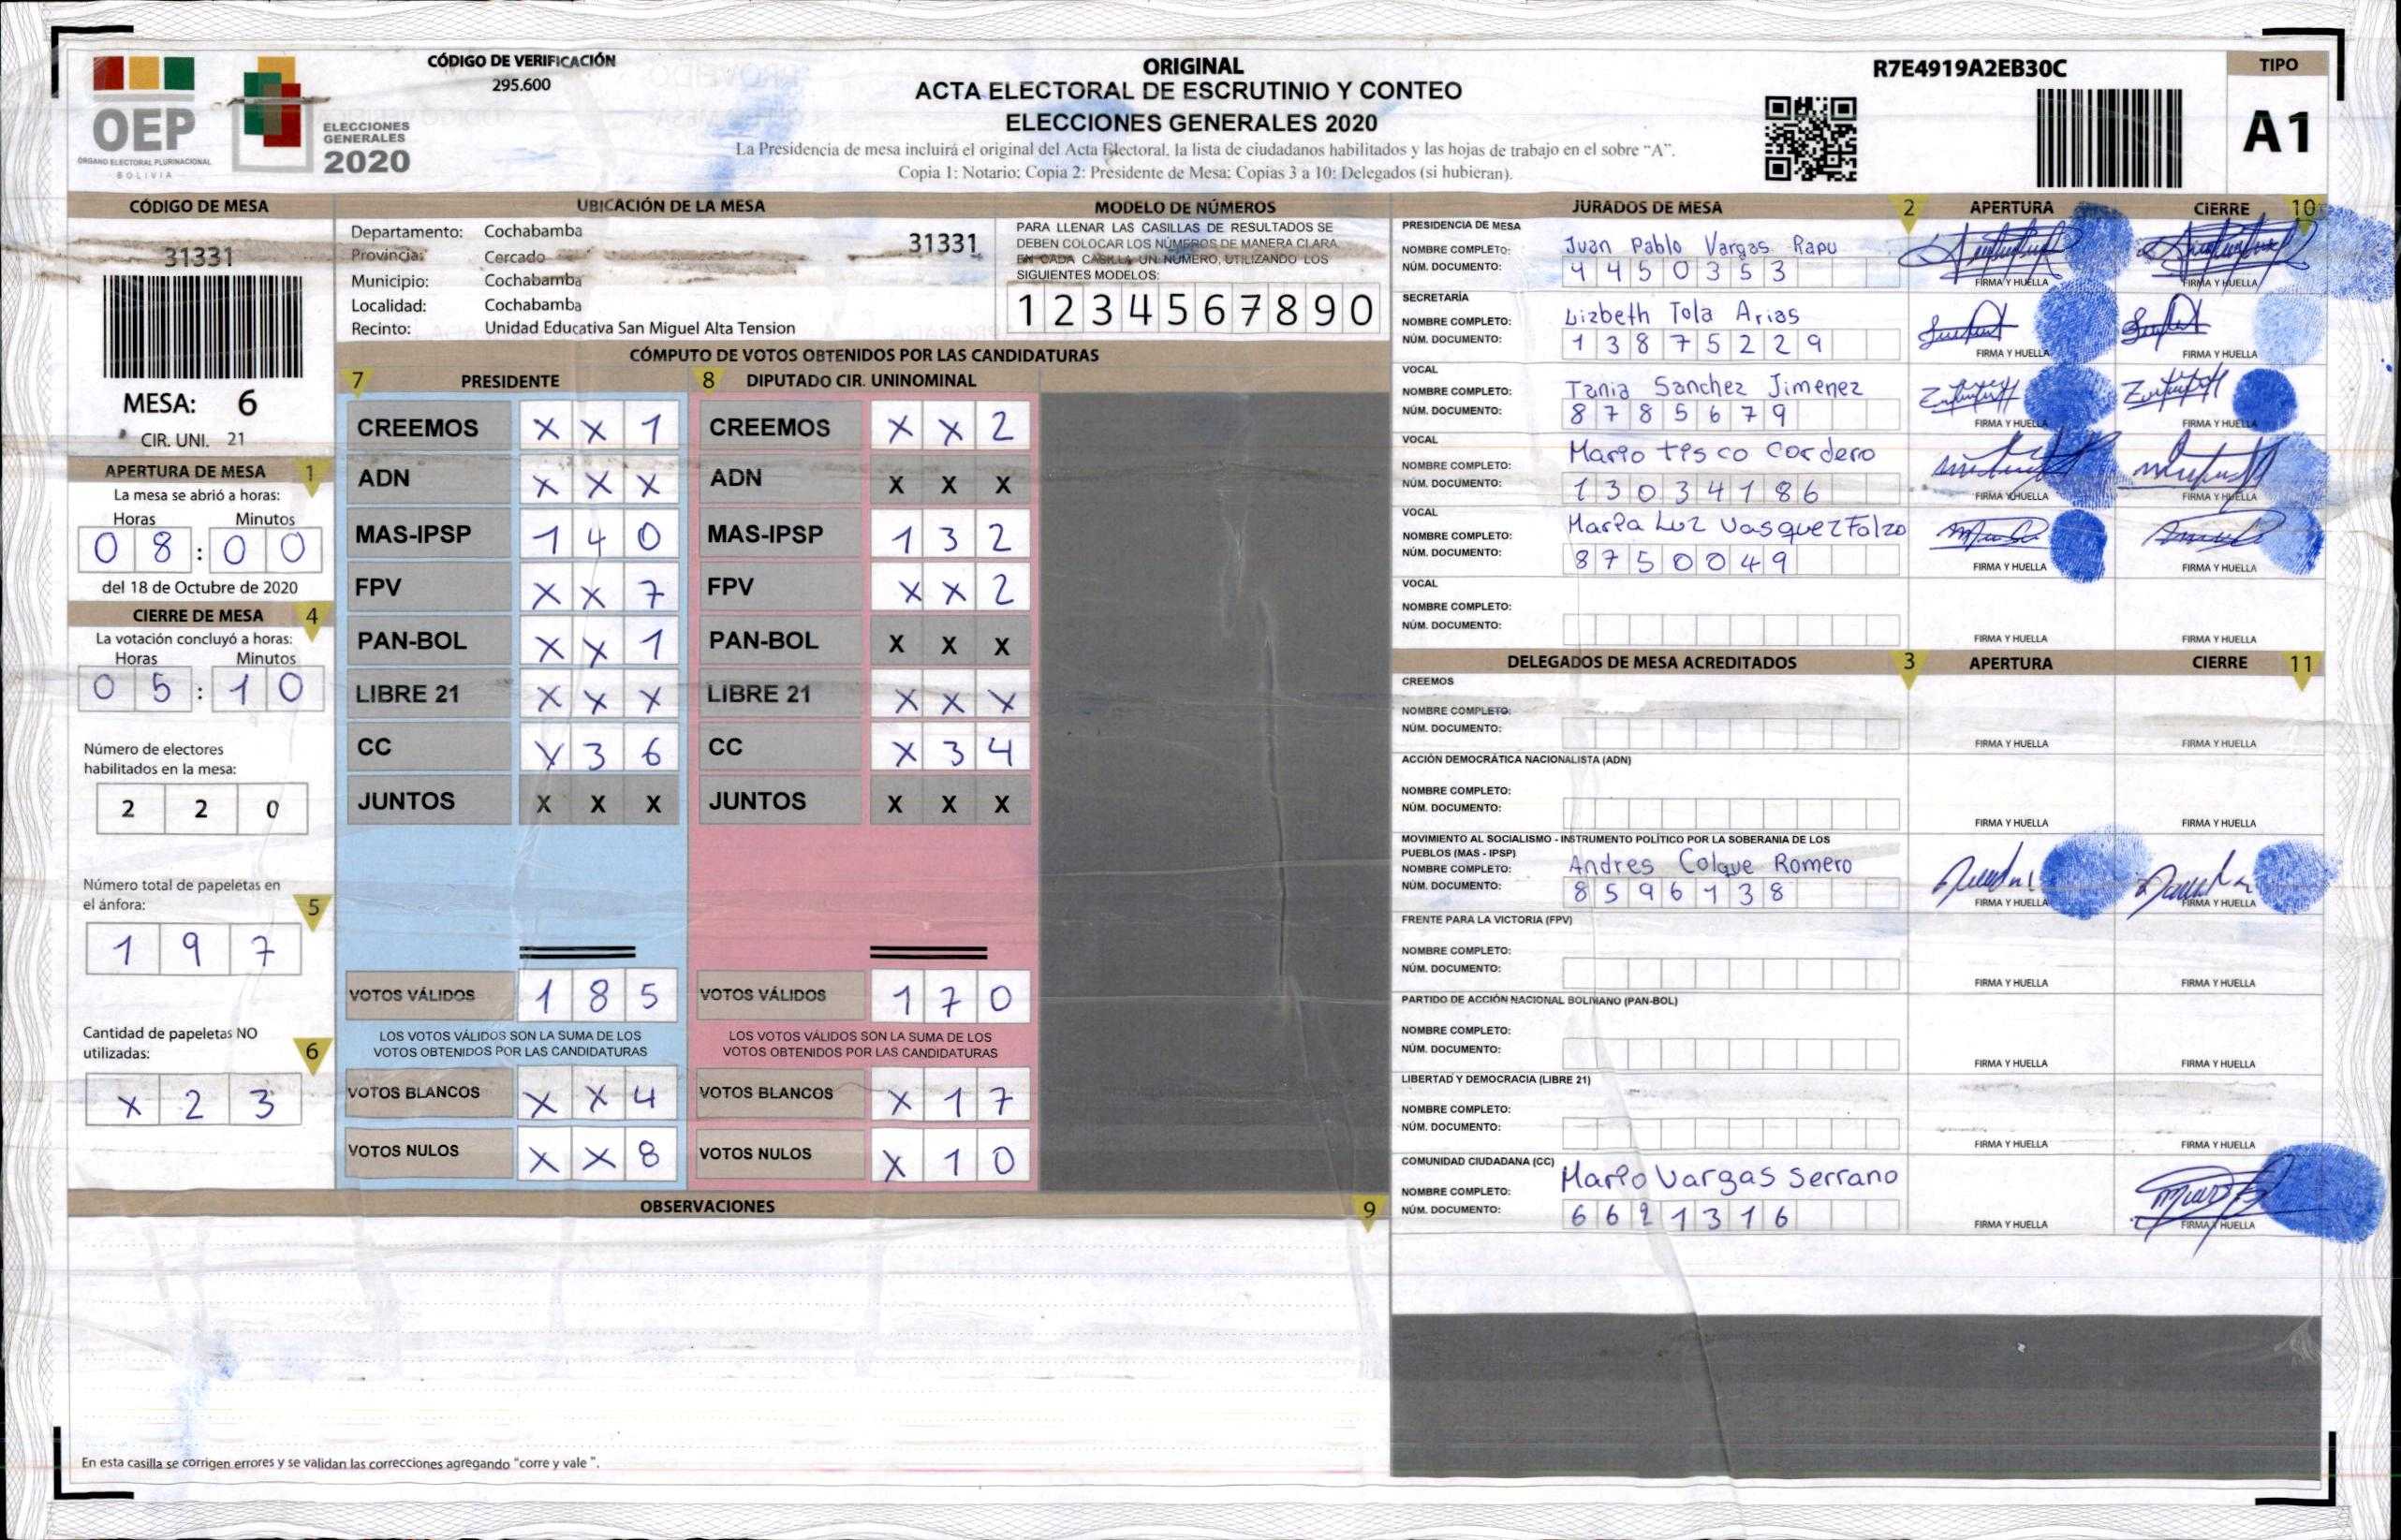 OEP
ÓRGANO ELECTORAL PLURINACIONAL
BOLIVIA
ELECCIONES
GENERALES
2020
CÓDIGO DE VERIFICACIÓN
295.600
ORIGINAL
ACTA ELECTORAL DE ESCRUTINIO Y CONTEO
ELECCIONES GENERALES 2020
La Presidencia de mesa incluirá el original del Acta Electoral, la lista de ciudadanos habilitados y las hojas de trabajo en el sobre “A”.
Copia 1: Notario; Copia 2: Presidente de Mesa; Copias 3 a 10: Delegados (si hubieran).
R7E4919A2EB30C
TIPO
A1
CÓDIGO DE MESA
31331
MESA: 6
CIR. UNI. 21
APERTURA DE MESA 1
La mesa se abrió a horas:
Horas Minutos
0 8 : 0 0
del 18 de Octubre de 2020
CIERRE DE MESA 4
La votación concluyó a horas:
Horas Minutos
0 5 : 1 0
Número de electores
habilitados en la mesa:
2 2 0
Número total de papeletas en
el ánfora: 5
1 9 7
Cantidad de papeletas NO
utilizadas: 6
X 2 3
UBICACIÓN DE LA MESA
Departamento: Cochabamba
31331
Provincia: Cercado
Municipio: Cochabamba
Localidad: Cochabamba
Recinto: Unidad Educativa San Miguel Alta Tension
MODELO DE NÚMEROS
PARA LLENAR LAS CASILLAS DE RESULTADOS SE
DEBEN COLOCAR LOS NÚMEROS DE MANERA CLARA
EN CADA CASILLA UN NÚMERO, UTILIZANDO LOS
SIGUIENTES MODELOS:
1 2 3 4 5 6 7 8 9 0
CÓMPUTO DE VOTOS OBTENIDOS POR LAS CANDIDATURAS
7 PRESIDENTE 8 DIPUTADO CIR. UNINOMINAL
CREEMOS X X 1 CREEMOS X X 2
ADN X X X ADN X X X
MAS-IPSP 1 4 0 MAS-IPSP 1 3 2
FPV X X 7 FPV X X 2
PAN-BOL X X 1 PAN-BOL X X X
LIBRE 21 X X X LIBRE 21 X X X
CC X 3 6 CC X 3 4
JUNTOS X X X JUNTOS X X X
VOTOS VÁLIDOS 1 8 5 VOTOS VÁLIDOS 1 7 0
LOS VOTOS VÁLIDOS SON LA SUMA DE LOS LOS VOTOS VÁLIDOS SON LA SUMA DE LOS
VOTOS OBTENIDOS POR LAS CANDIDATURAS VOTOS OBTENIDOS POR LAS CANDIDATURAS
VOTOS BLANCOS X X 4 VOTOS BLANCOS X 1 7
VOTOS NULOS X X 8 VOTOS NULOS X 1 0
OBSERVACIONES 9
En esta casilla se corrigen errores y se validan las correcciones agregando "corre y vale ".
JURADOS DE MESA 2 APERTURA CIERRE 10
PRESIDENCIA DE MESA
NOMBRE COMPLETO: Juan Pablo Vargas Rapu
NÚM. DOCUMENTO: 4 4 5 0 3 5 3
FIRMA Y HUELLA FIRMA Y HUELLA
SECRETARÍA
NOMBRE COMPLETO: Lizbeth Tola Arias
NÚM. DOCUMENTO: 1 3 8 7 5 2 2 9
FIRMA Y HUELLA FIRMA Y HUELLA
VOCAL
NOMBRE COMPLETO: Tania Sanchez Jimenez
NÚM. DOCUMENTO: 8 7 8 5 6 7 9
FIRMA Y HUELLA FIRMA Y HUELLA
VOCAL
NOMBRE COMPLETO: Mario Tisco Cordero
NÚM. DOCUMENTO: 1 3 0 3 4 1 8 6
FIRMA Y HUELLA FIRMA Y HUELLA
VOCAL
NOMBRE COMPLETO: Maria Luz Vasquez Falzo
NÚM. DOCUMENTO: 8 7 5 0 0 4 9
FIRMA Y HUELLA FIRMA Y HUELLA
VOCAL
NOMBRE COMPLETO:
NÚM. DOCUMENTO:
FIRMA Y HUELLA FIRMA Y HUELLA
DELEGADOS DE MESA ACREDITADOS 3 APERTURA CIERRE 11
CREEMOS
NOMBRE COMPLETO:
NÚM. DOCUMENTO:
FIRMA Y HUELLA FIRMA Y HUELLA
ACCIÓN DEMOCRÁTICA NACIONALISTA (ADN)
NOMBRE COMPLETO:
NÚM. DOCUMENTO:
FIRMA Y HUELLA FIRMA Y HUELLA
MOVIMIENTO AL SOCIALISMO - INSTRUMENTO POLÍTICO POR LA SOBERANIA DE LOS
PUEBLOS (MAS - IPSP)
NOMBRE COMPLETO: Andres Colque Romero
NÚM. DOCUMENTO: 8 5 9 6 1 3 8
FIRMA Y HUELLA FIRMA Y HUELLA
FRENTE PARA LA VICTORIA (FPV)
NOMBRE COMPLETO:
NÚM. DOCUMENTO:
FIRMA Y HUELLA FIRMA Y HUELLA
PARTIDO DE ACCIÓN NACIONAL BOLIVIANO (PAN-BOL)
NOMBRE COMPLETO:
NÚM. DOCUMENTO:
FIRMA Y HUELLA FIRMA Y HUELLA
LIBERTAD Y DEMOCRACIA (LIBRE 21)
NOMBRE COMPLETO:
NÚM. DOCUMENTO:
FIRMA Y HUELLA FIRMA Y HUELLA
COMUNIDAD CIUDADANA (CC)
NOMBRE COMPLETO: Mario Vargas Serrano
NÚM. DOCUMENTO: 6 6 2 1 3 1 6
FIRMA Y HUELLA FIRMA Y HUELLA